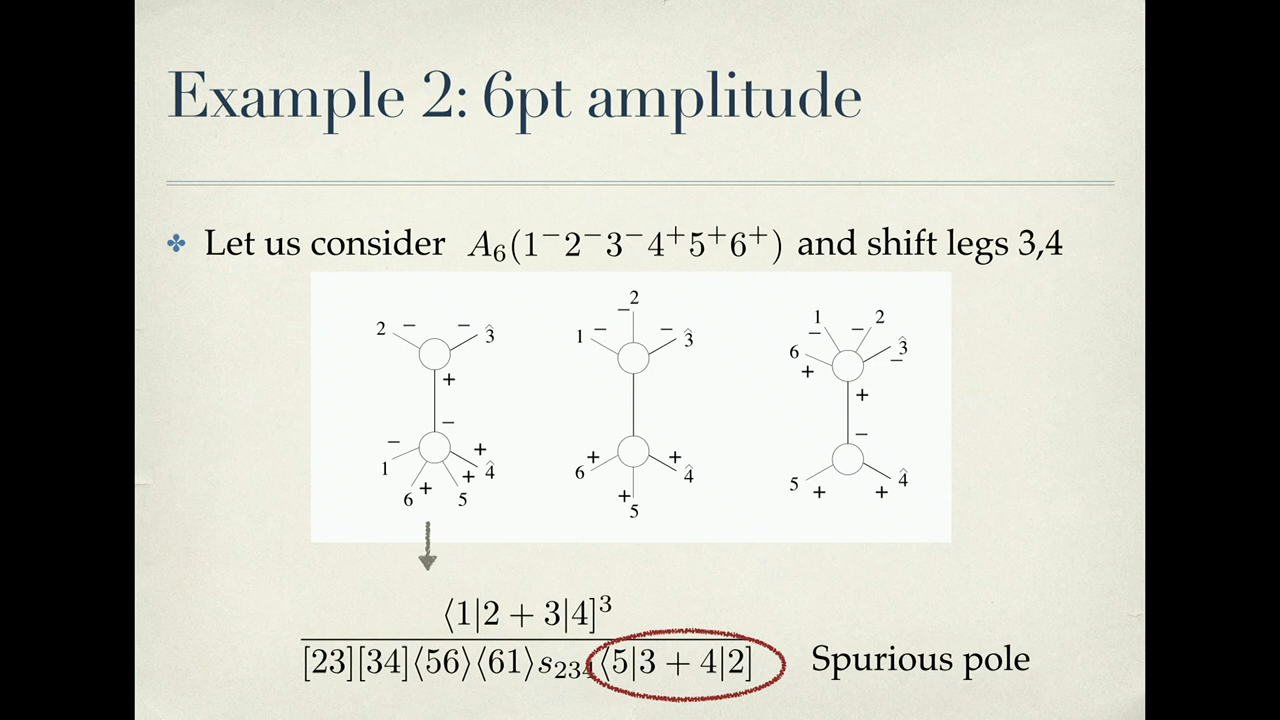 Example 2: 6pt amplitude
Let us consider A₆(1⁻2⁻3⁻4⁺5⁺6⁺) and shift legs 3,4
2 − − 3̂
+
−
− 1 6 + 5 + 4̂ +
2 −
1 − − 3̂
6 + + 4̂
+ 5
1 − 2 −
6 + 3̂ −
+
−
5 + + 4̂
⟨1|2 + 3|4]³
[23][34]⟨56⟩⟨61⟩s₂₃₄⟨5|3 + 4|2] Spurious pole